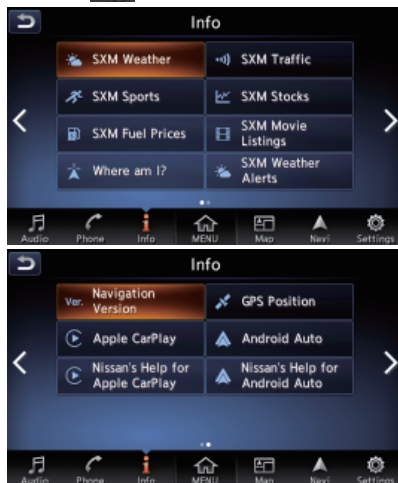 Info
SXM Weather
SXM Traffic
SXM Sports
SXM Stocks
SXM Fuel Prices
SXM Movie
Listings
Where am I?
SXM Weather
Alerts
Audio Phone Info MENU Map Navi Settings
Info
Ver. Navigation
Version
GPS Position
Apple CarPlay
Android Auto
Nissan's Help for
Apple CarPlay
Nissan's Help for
Android Auto
Audio Phone Info MENU Map Navi Settings